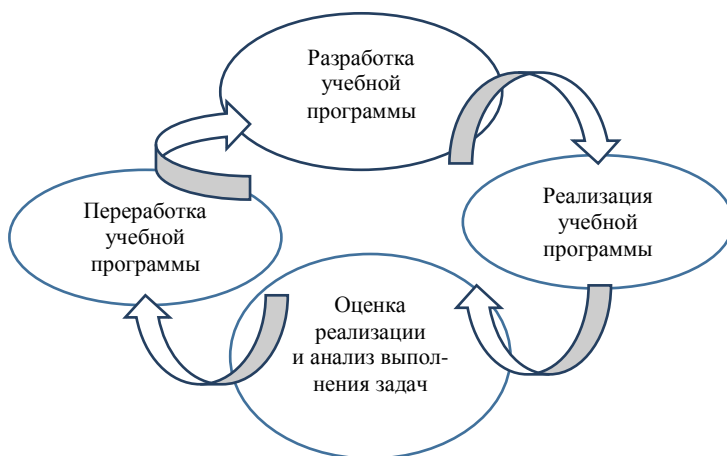 Разработка
учебной
программы
Реализация
учебной
программы
Оценка
реализации
и анализ выпол-
нения задач
Переработка
учебной
программы